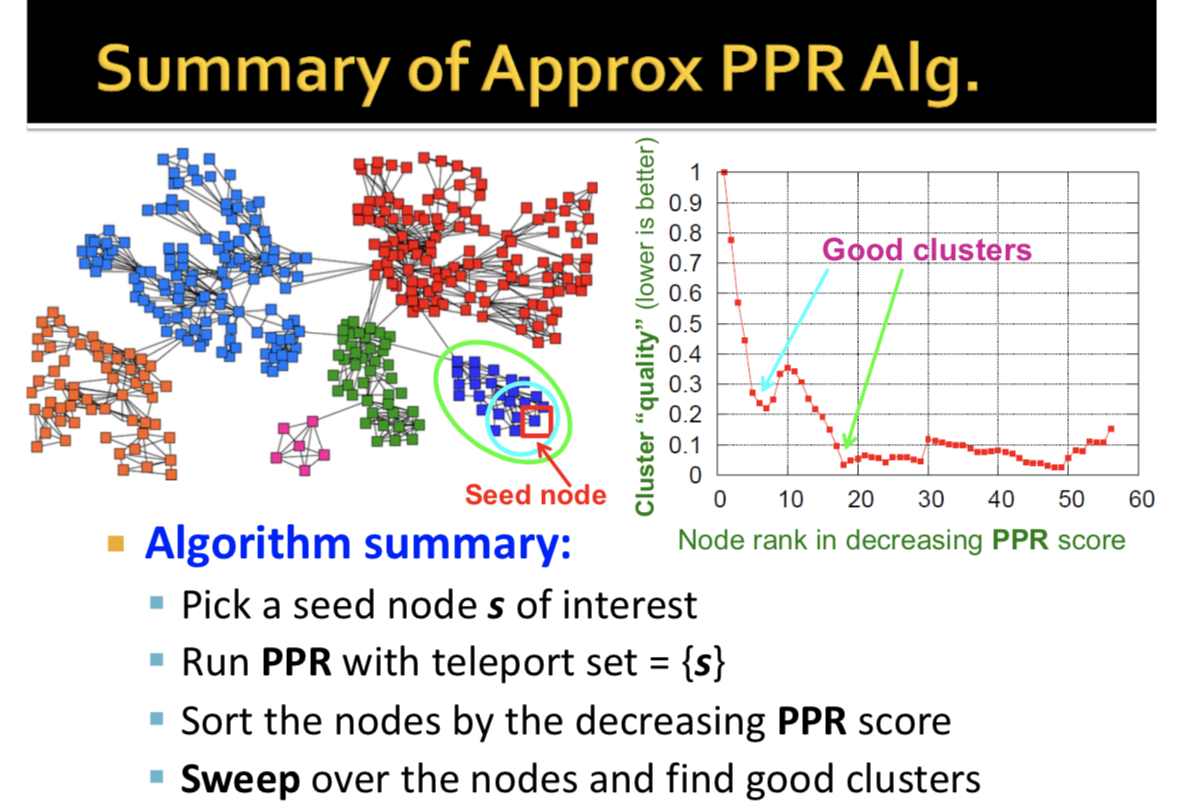 Summary of Approx PPR Alg.
Seed node
Cluster “quality” (lower is better)
1
0.9
0.8
0.7
0.6
0.5
0.4
0.3
0.2
0.1
0
Good clusters
0 10 20 30 40 50 60
Node rank in decreasing PPR score
Algorithm summary:
Pick a seed node s of interest
Run PPR with teleport set = {s}
Sort the nodes by the decreasing PPR score
Sweep over the nodes and find good clusters